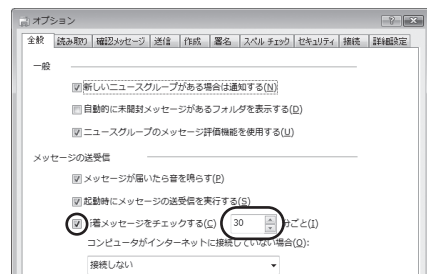 オプション
全般 読み取り 確認メッセージ 送信 作成 署名 スペル チェック セキュリティ 接続 詳細設定
一般
新しいニュースグループがある場合は通知する(N)
自動的に未開封メッセージがあるフォルダを表示する(D)
ニュースグループのメッセージ評価機能を使用する(U)
メッセージの送受信
メッセージが届いたら音を鳴らす(P)
起動時にメッセージの送受信を実行する(S)
着メッセージをチェックする(C) 30 分ごと(I)
コンピュータがインターネットに接続していない場合(O):
接続しない